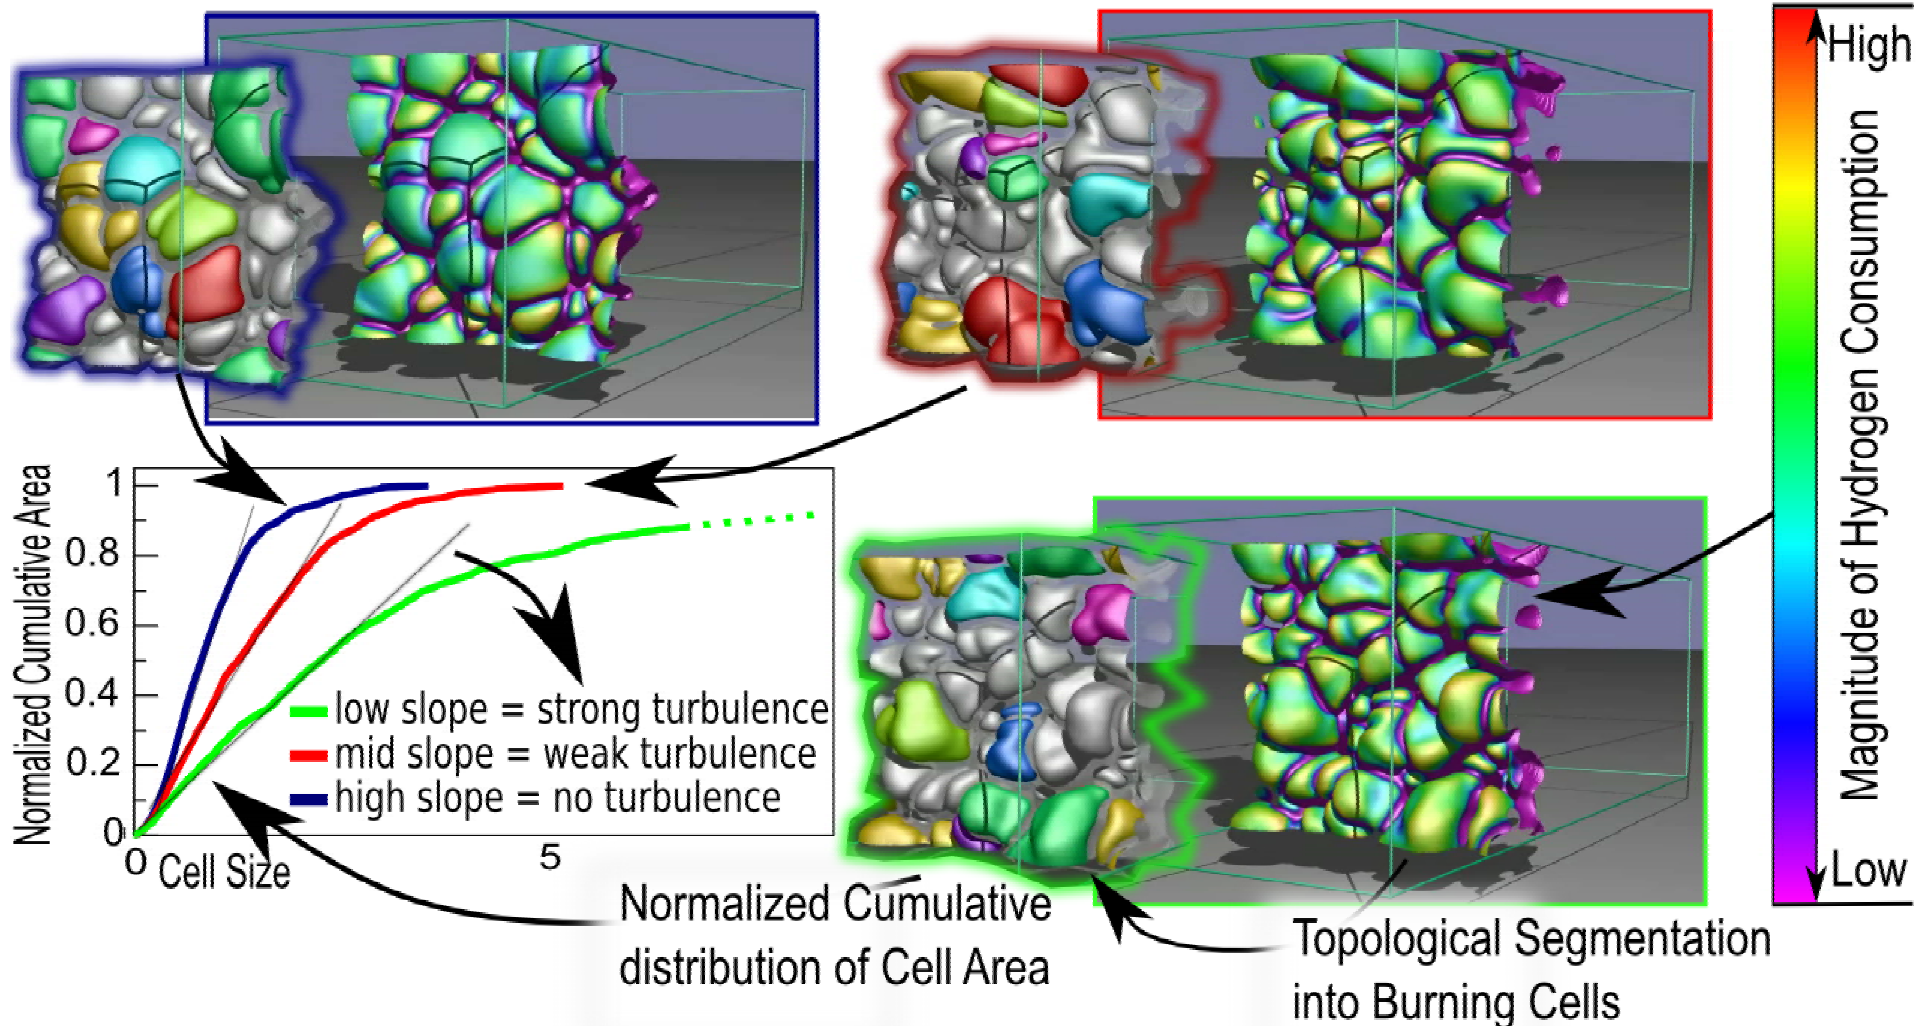 High
Magnitude of Hydrogen Consumption
Low
Normalized Cumulative Area
1
0.8
0.6
0.4
0.2
0
0
5
Cell Size
low slope = strong turbulence
mid slope = weak turbulence
high slope = no turbulence
Normalized Cumulative
distribution of Cell Area
Topological Segmentation
into Burning Cells